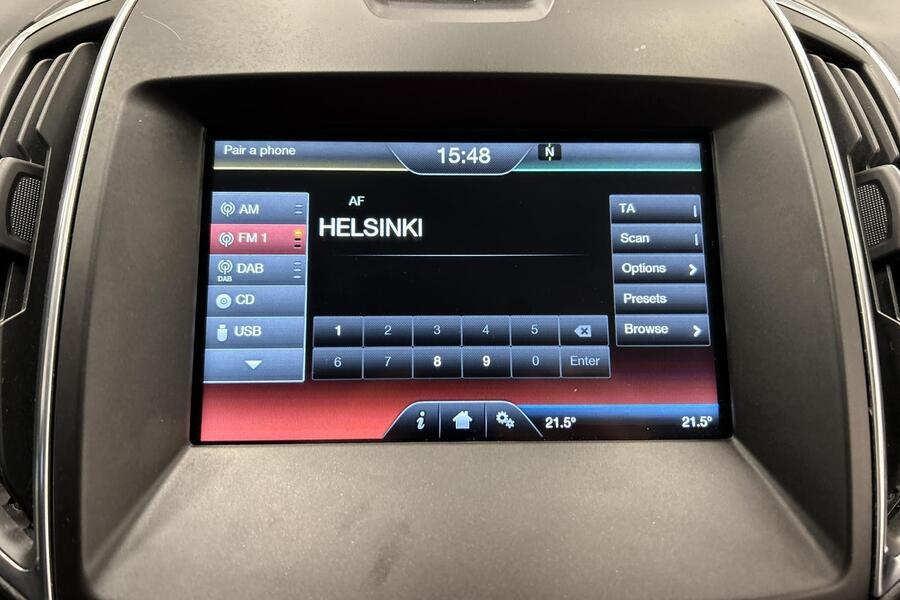 Pair a phone
15:48
N
AM
FM 1
DAB
DAB
CD
USB
AF
HELSINKI
1 2 3 4 5
6 7 8 9 0 Enter
TA
Scan
Options
Presets
Browse
i
21.5°
21.5°